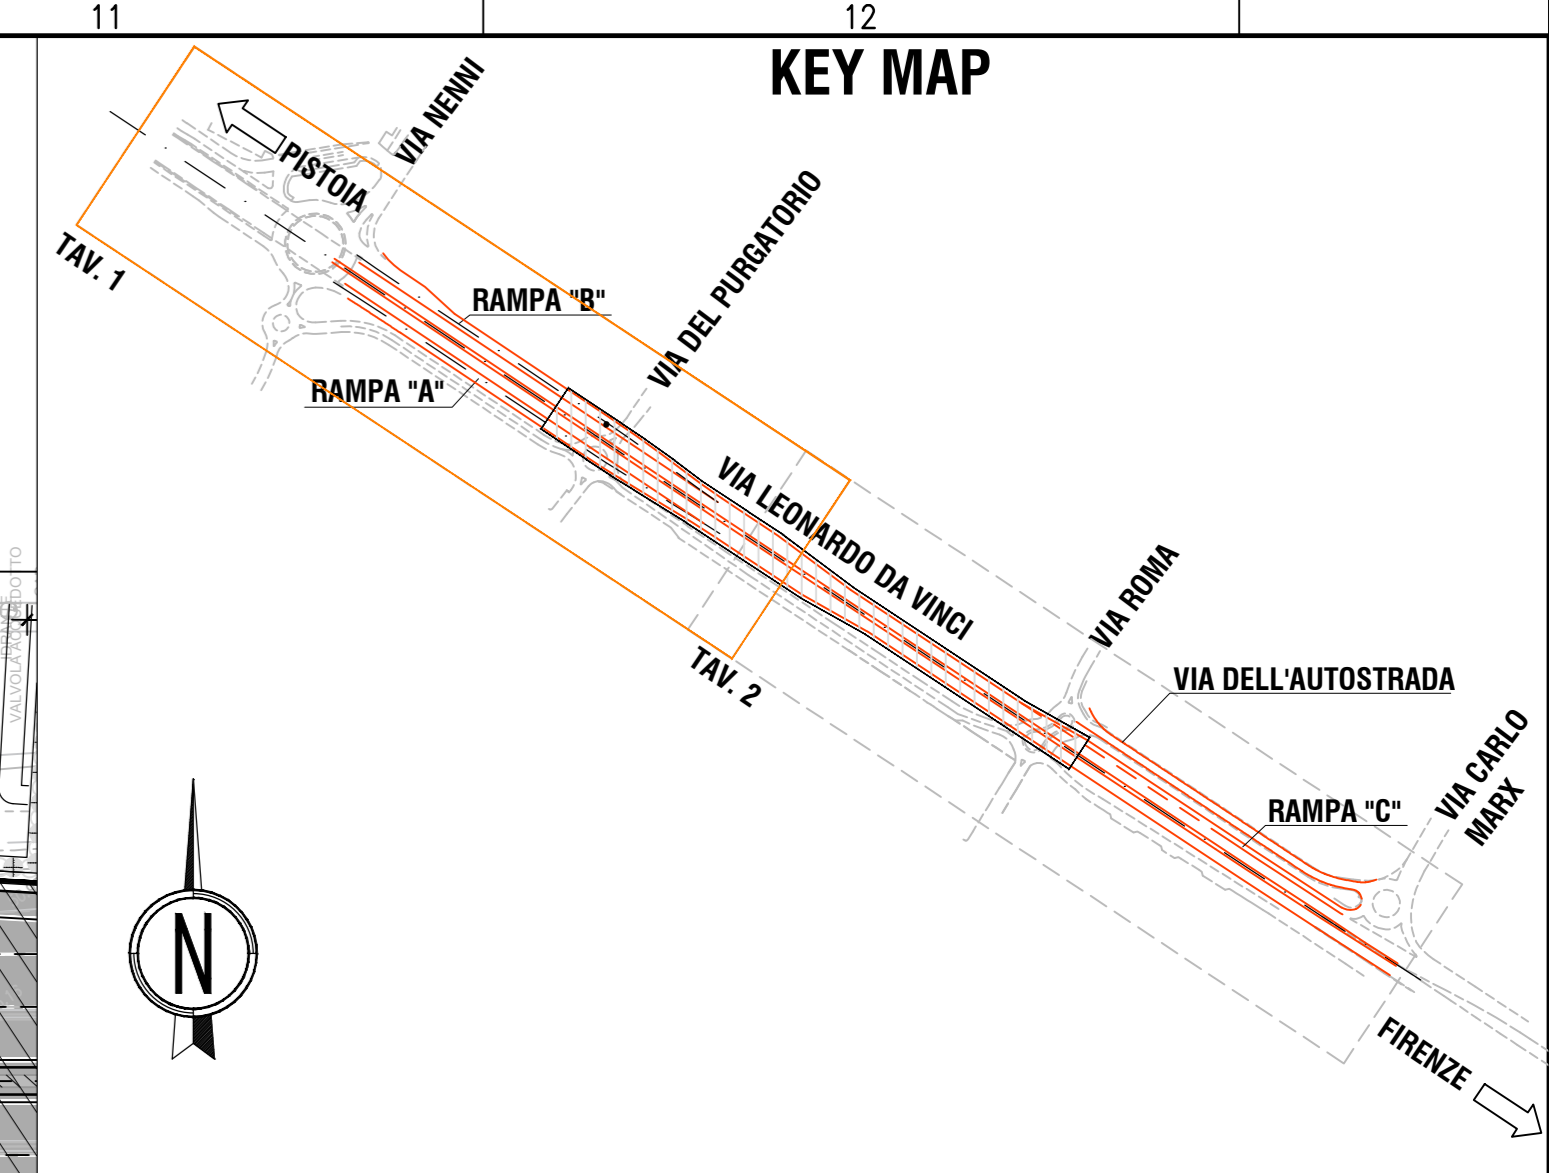 11
12
KEY MAP
VIA NENNI
PISTOIA
TAV. 1
VIA DEL PURGATORIO
RAMPA "B"
RAMPA "A"
VIA LEONARDO DA VINCI
TAV. 2
VIA ROMA
VIA DELL'AUTOSTRADA
VIA CARLO
MARX
RAMPA "C"
FIRENZE
N